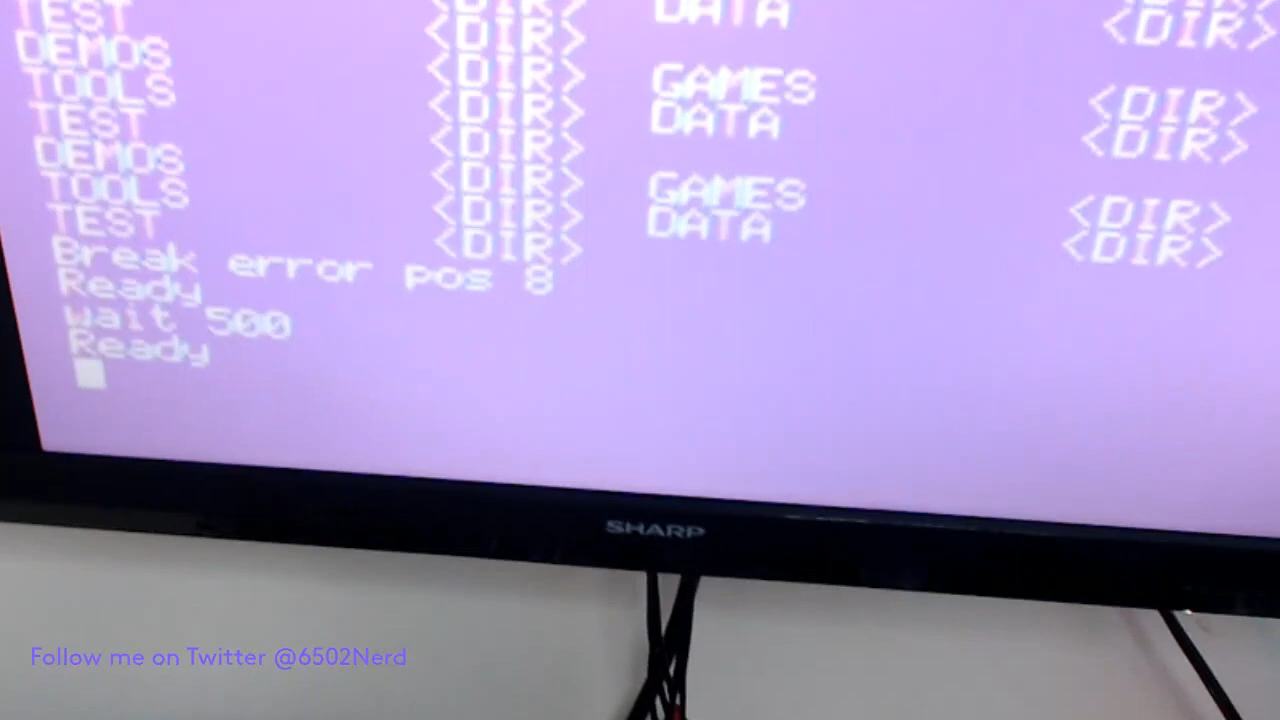 TEST <DIR> DATA <DIR>
DEMOS <DIR>
TOOLS <DIR> GAMES <DIR>
TEST <DIR> DATA <DIR>
DEMOS <DIR>
TOOLS <DIR> GAMES <DIR>
TEST <DIR> DATA <DIR>
Break error pos 8
Ready
wait 500
Ready
SHARP
Follow me on Twitter @6502Nerd